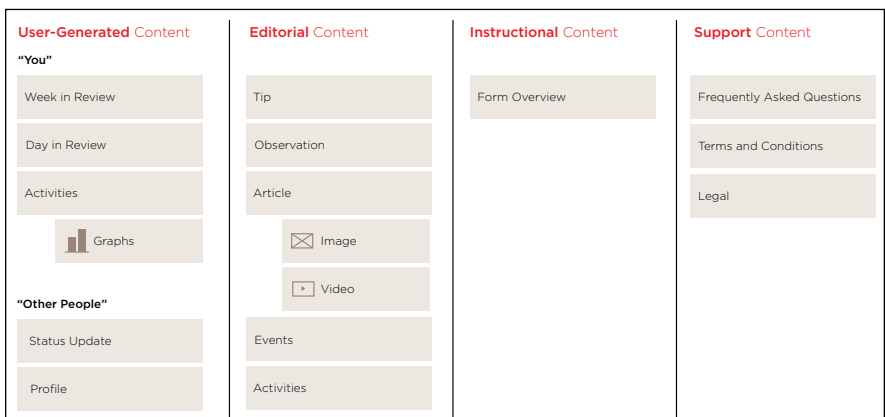 User-Generated Content
“You”
Week in Review
Day in Review
Activities
Graphs
“Other People”
Status Update
Profile
Editorial Content
Tip
Observation
Article
Image
Video
Events
Activities
Instructional Content
Form Overview
Support Content
Frequently Asked Questions
Terms and Conditions
Legal